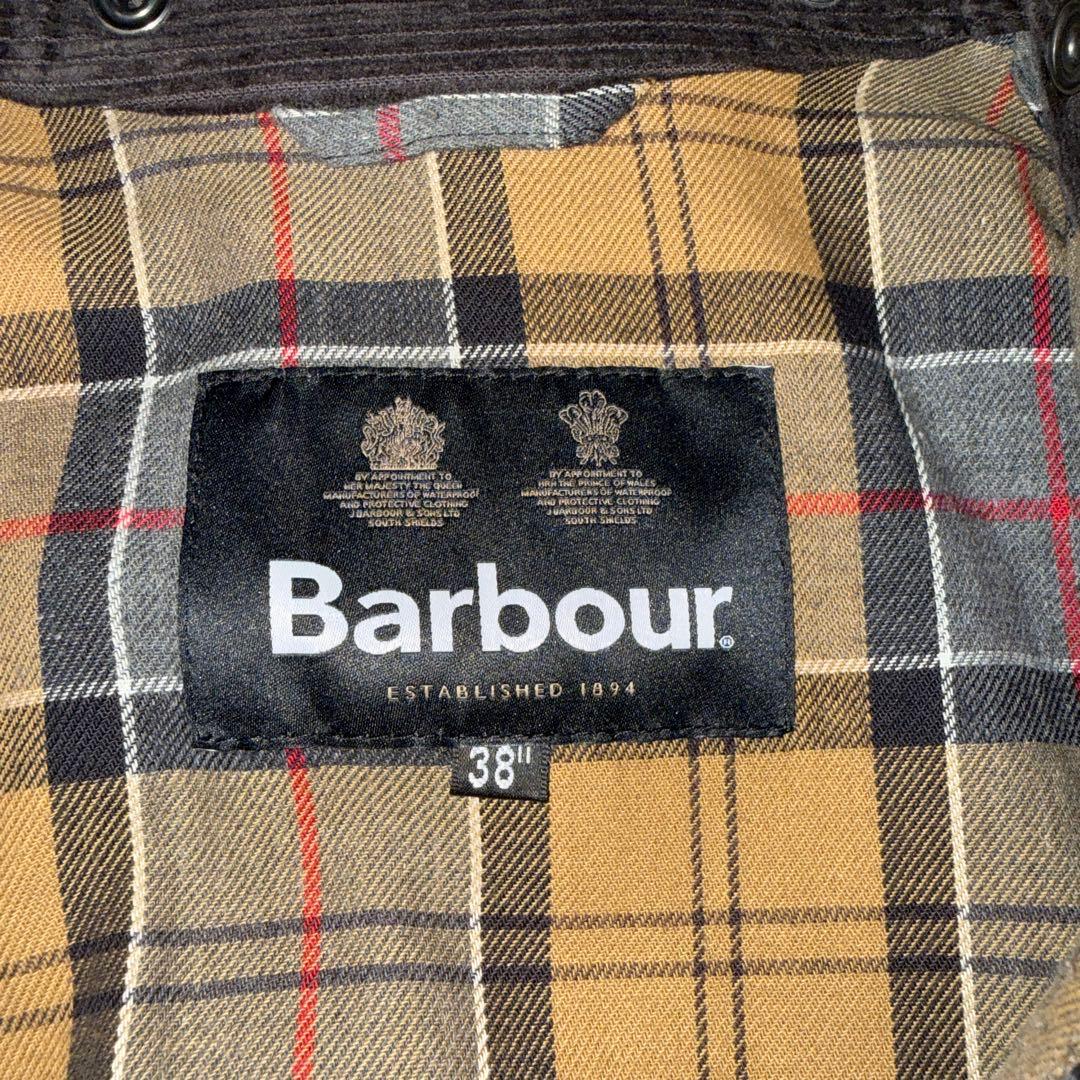 BY APPOINTMENT TO
HER MAJESTY THE QUEEN
MANUFACTURERS OF WATERPROOF
AND PROTECTIVE CLOTHING
J BARBOUR & SONS LTD
SOUTH SHIELDS
BY APPOINTMENT TO
HRH THE PRINCE OF WALES
MANUFACTURERS OF WATERPROOF
AND PROTECTIVE CLOTHING
J BARBOUR & SONS LTD
SOUTH SHIELDS
Barbour®
ESTABLISHED 1894
38"